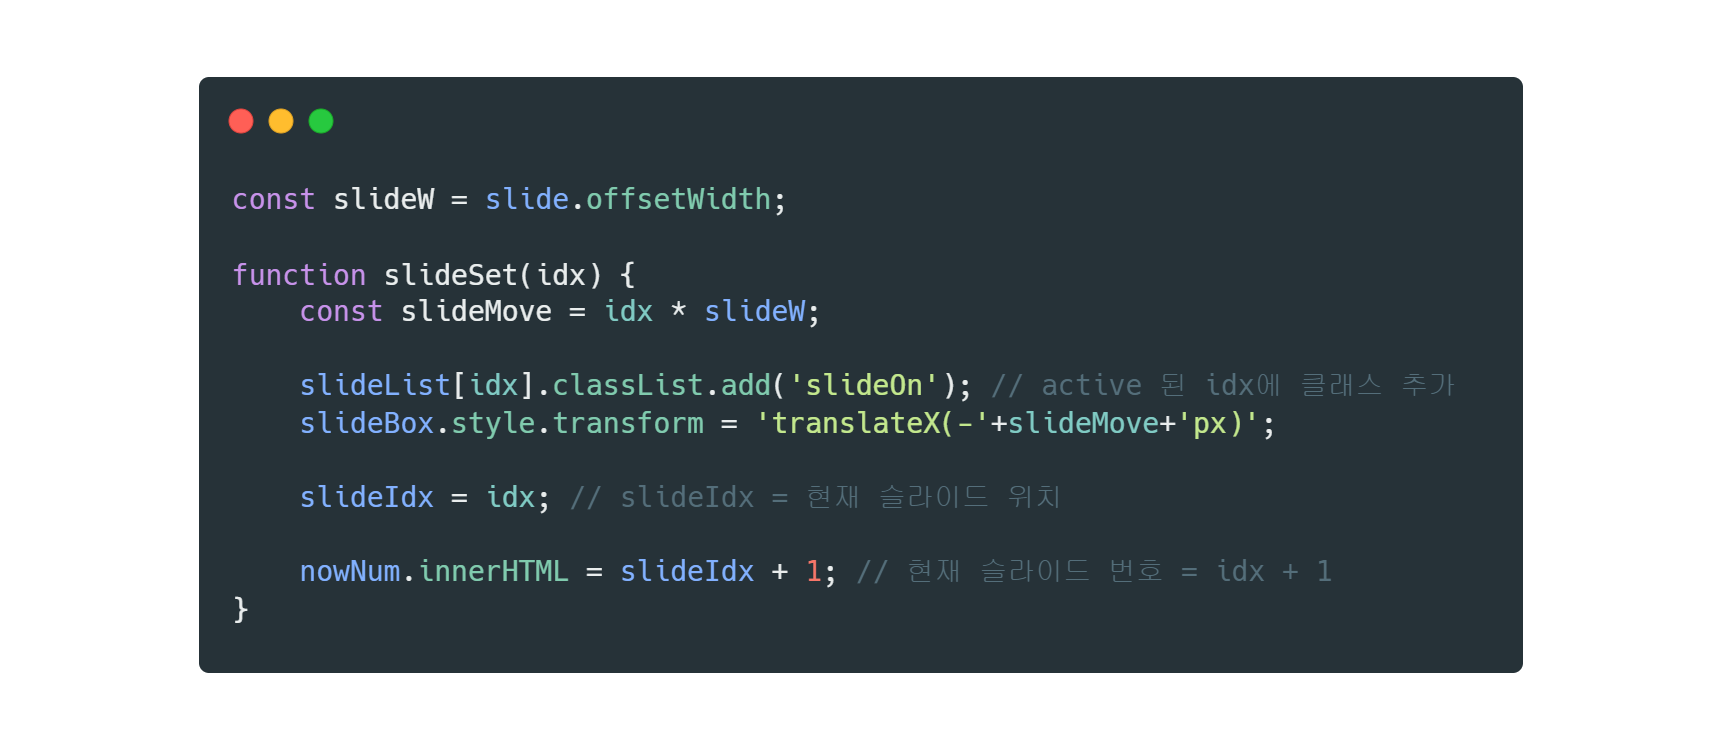 const slideW = slide.offsetWidth;
function slideSet(idx) {
    const slideMove = idx * slideW;
    slideList[idx].classList.add('slideOn'); // active 된 idx에 클래스 추가
    slideBox.style.transform = 'translateX(-'+slideMove+'px)';
    slideIdx = idx; // slideIdx = 현재 슬라이드 위치
    nowNum.innerHTML = slideIdx + 1; // 현재 슬라이드 번호 = idx + 1
}